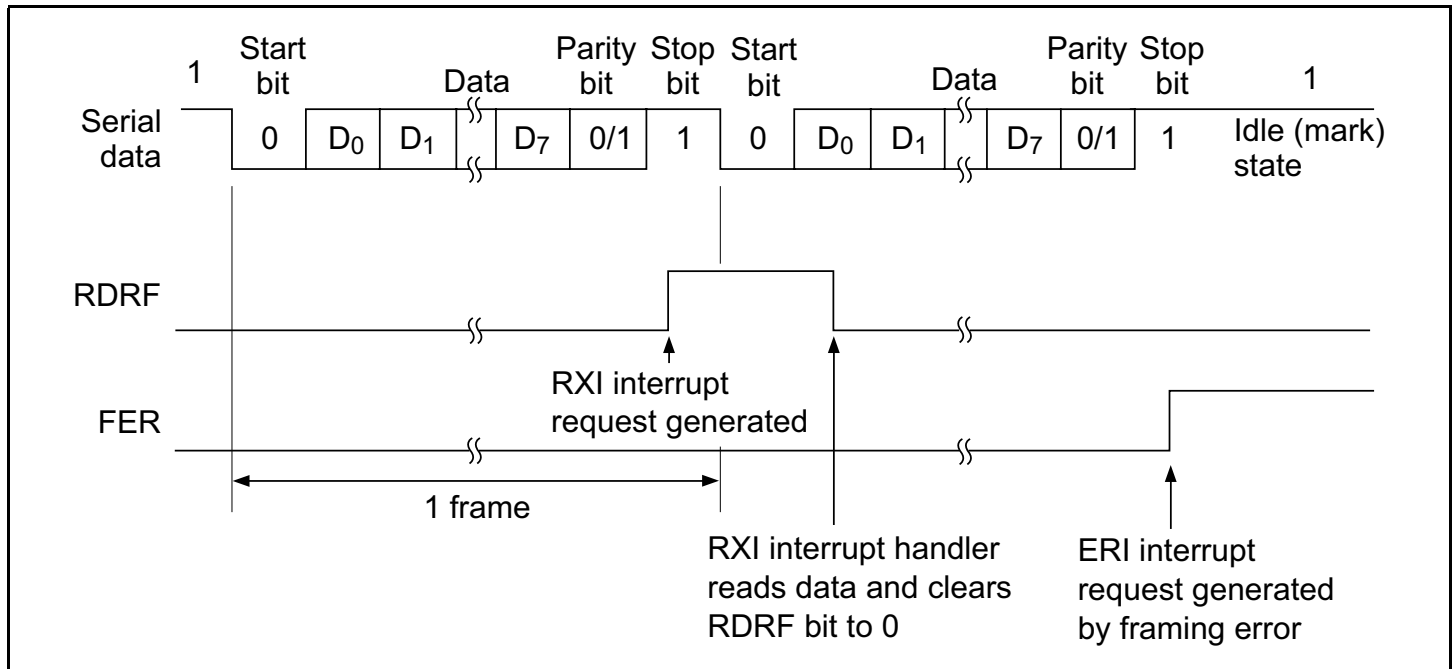 1
Start
bit
Data
Parity
bit
Stop
bit
Start
bit
Data
Parity
bit
Stop
bit
1
Serial
data
0 D0 D1 D7 0/1 1 0 D0 D1 D7 0/1 1
Idle (mark)
state
RDRF
RXI interrupt
request generated
FER
1 frame
RXI interrupt handler
reads data and clears
RDRF bit to 0
ERI interrupt
request generated
by framing error